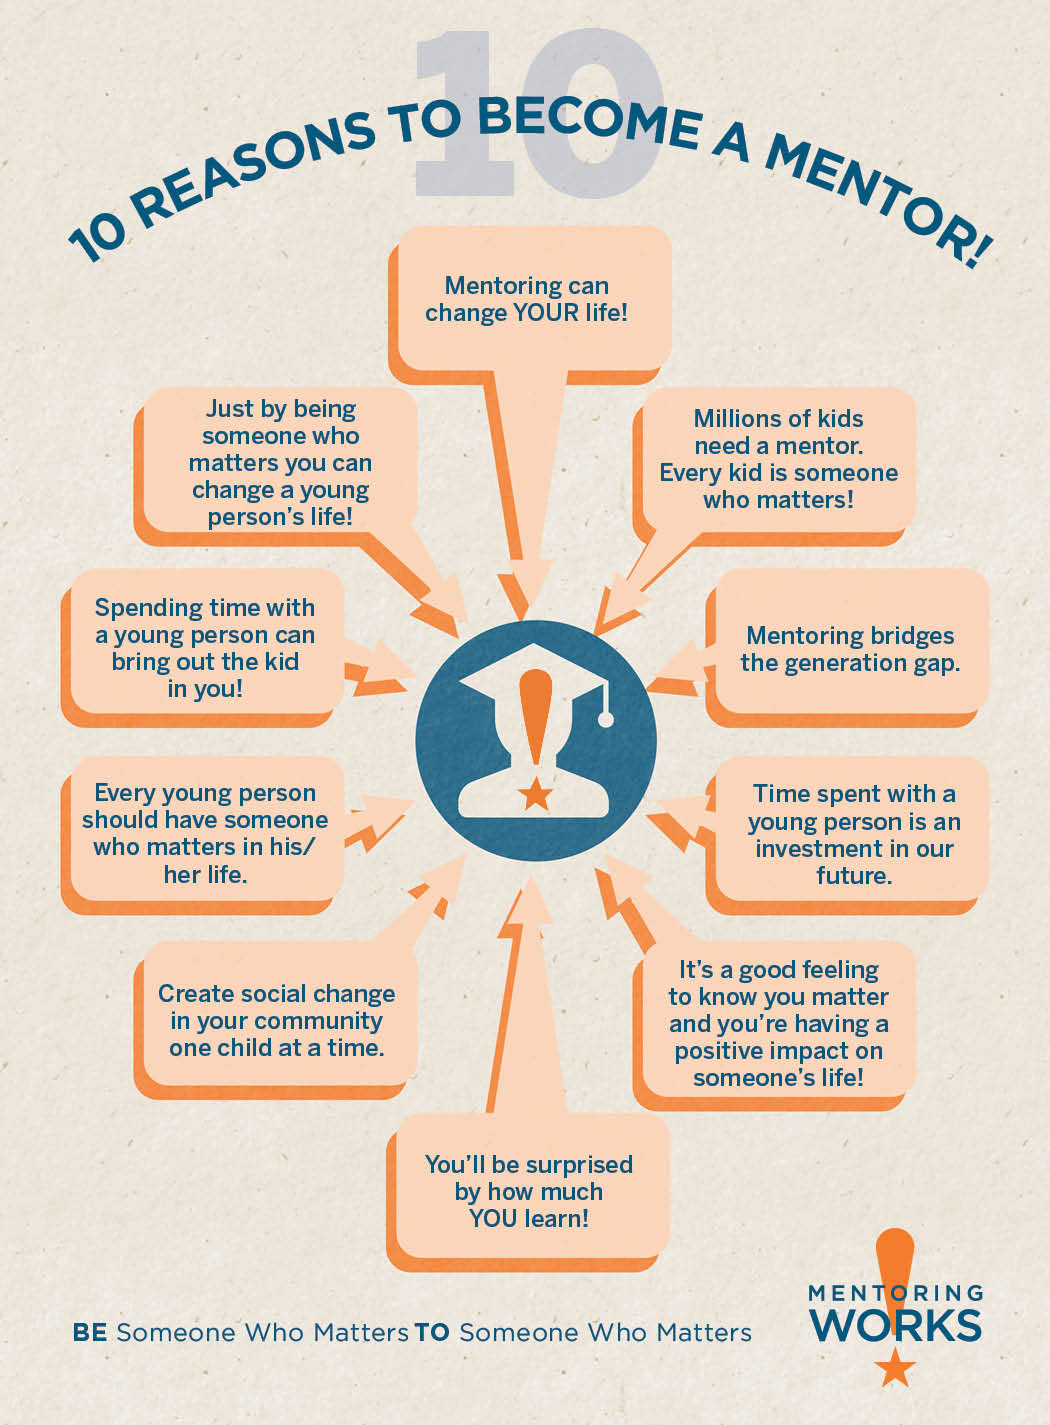 10
10 REASONS TO BECOME A MENTOR!
Mentoring can
change YOUR life!
Just by being
someone who
matters you can
change a young
person's life!
Millions of kids
need a mentor.
Every kid is someone
who matters!
Spending time with
a young person can
bring out the kid
in you!
Mentoring bridges
the generation gap.
Every young person
should have someone
who matters in his/
her life.
Time spent with a
young person is an
investment in our
future.
Create social change
in your community
one child at a time.
It's a good feeling
to know you matter
and you're having a
positive impact on
someone's life!
You'll be surprised
by how much
YOU learn!
BE Someone Who Matters TO Someone Who Matters
MENTORING
WORKS